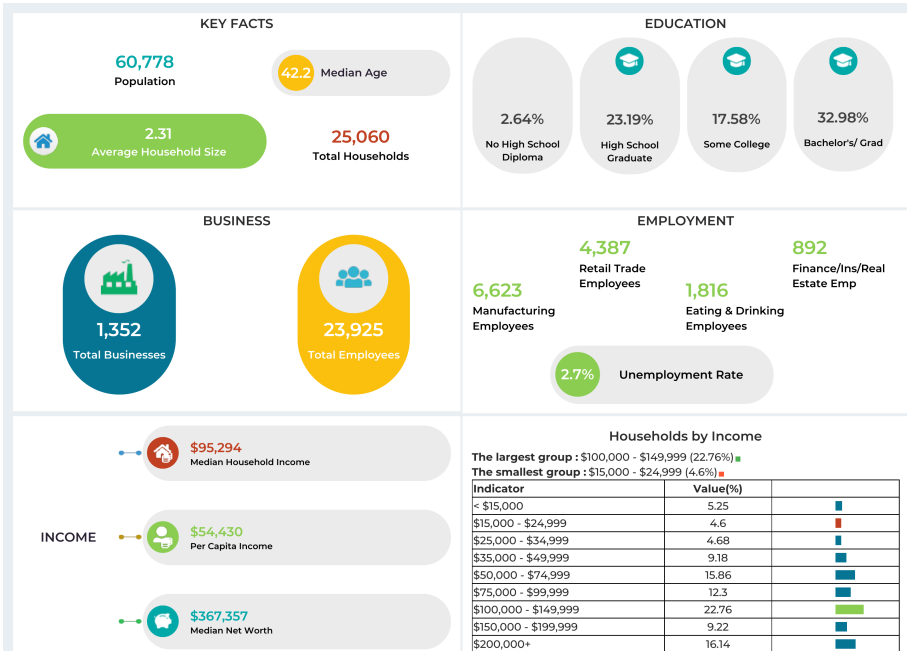 KEY FACTS
60,778
Population
42.2 Median Age
2.31
Average Household Size
25,060
Total Households
EDUCATION
2.64%
No High School
Diploma
23.19%
High School
Graduate
17.58%
Some College
32.98%
Bachelor's/ Grad
BUSINESS
1,352
Total Businesses
23,925
Total Employees
EMPLOYMENT
6,623
Manufacturing
Employees
4,387
Retail Trade
Employees
1,816
Eating & Drinking
Employees
892
Finance/Ins/Real
Estate Emp
2.7% Unemployment Rate
INCOME
$95,294
Median Household Income
$54,430
Per Capita Income
$367,357
Median Net Worth
Households by Income
The largest group : $100,000 - $149,999 (22.76%)
The smallest group : $15,000 - $24,999 (4.6%)
Indicator Value(%)
< $15,000 5.25
$15,000 - $24,999 4.6
$25,000 - $34,999 4.68
$35,000 - $49,999 9.18
$50,000 - $74,999 15.86
$75,000 - $99,999 12.3
$100,000 - $149,999 22.76
$150,000 - $199,999 9.22
$200,000+ 16.14